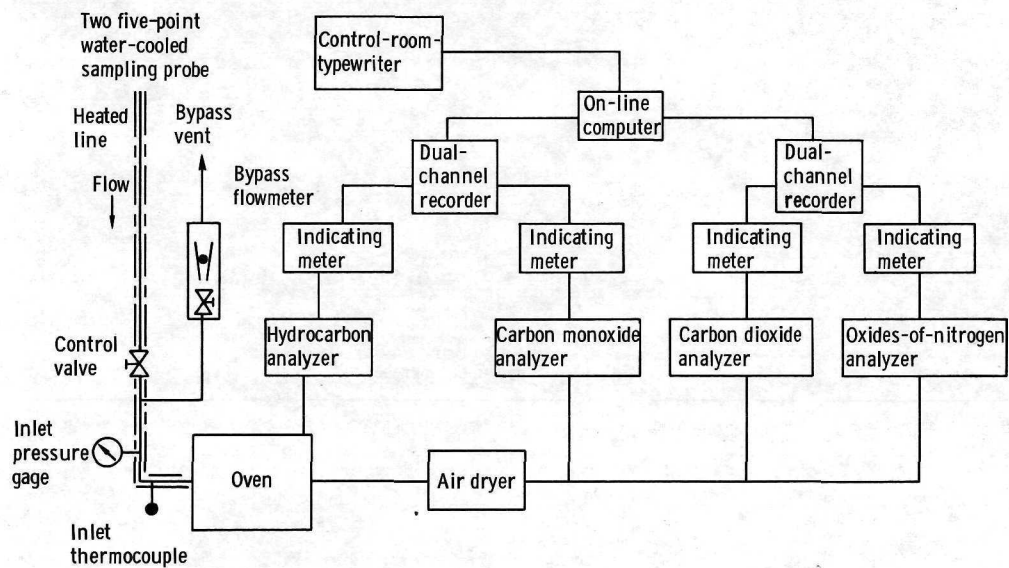 Two five-point
water-cooled
sampling probe
Control-room-
typewriter
On-line
computer
Heated
line
Bypass
vent
Flow
Bypass
flowmeter
Dual-
channel
recorder
Dual-
channel
recorder
Indicating
meter
Indicating
meter
Indicating
meter
Indicating
meter
Hydrocarbon
analyzer
Carbon monoxide
analyzer
Carbon dioxide
analyzer
Oxides-of-nitrogen
analyzer
Control
valve
Inlet
pressure
gage
Oven
Air dryer
Inlet
thermocouple